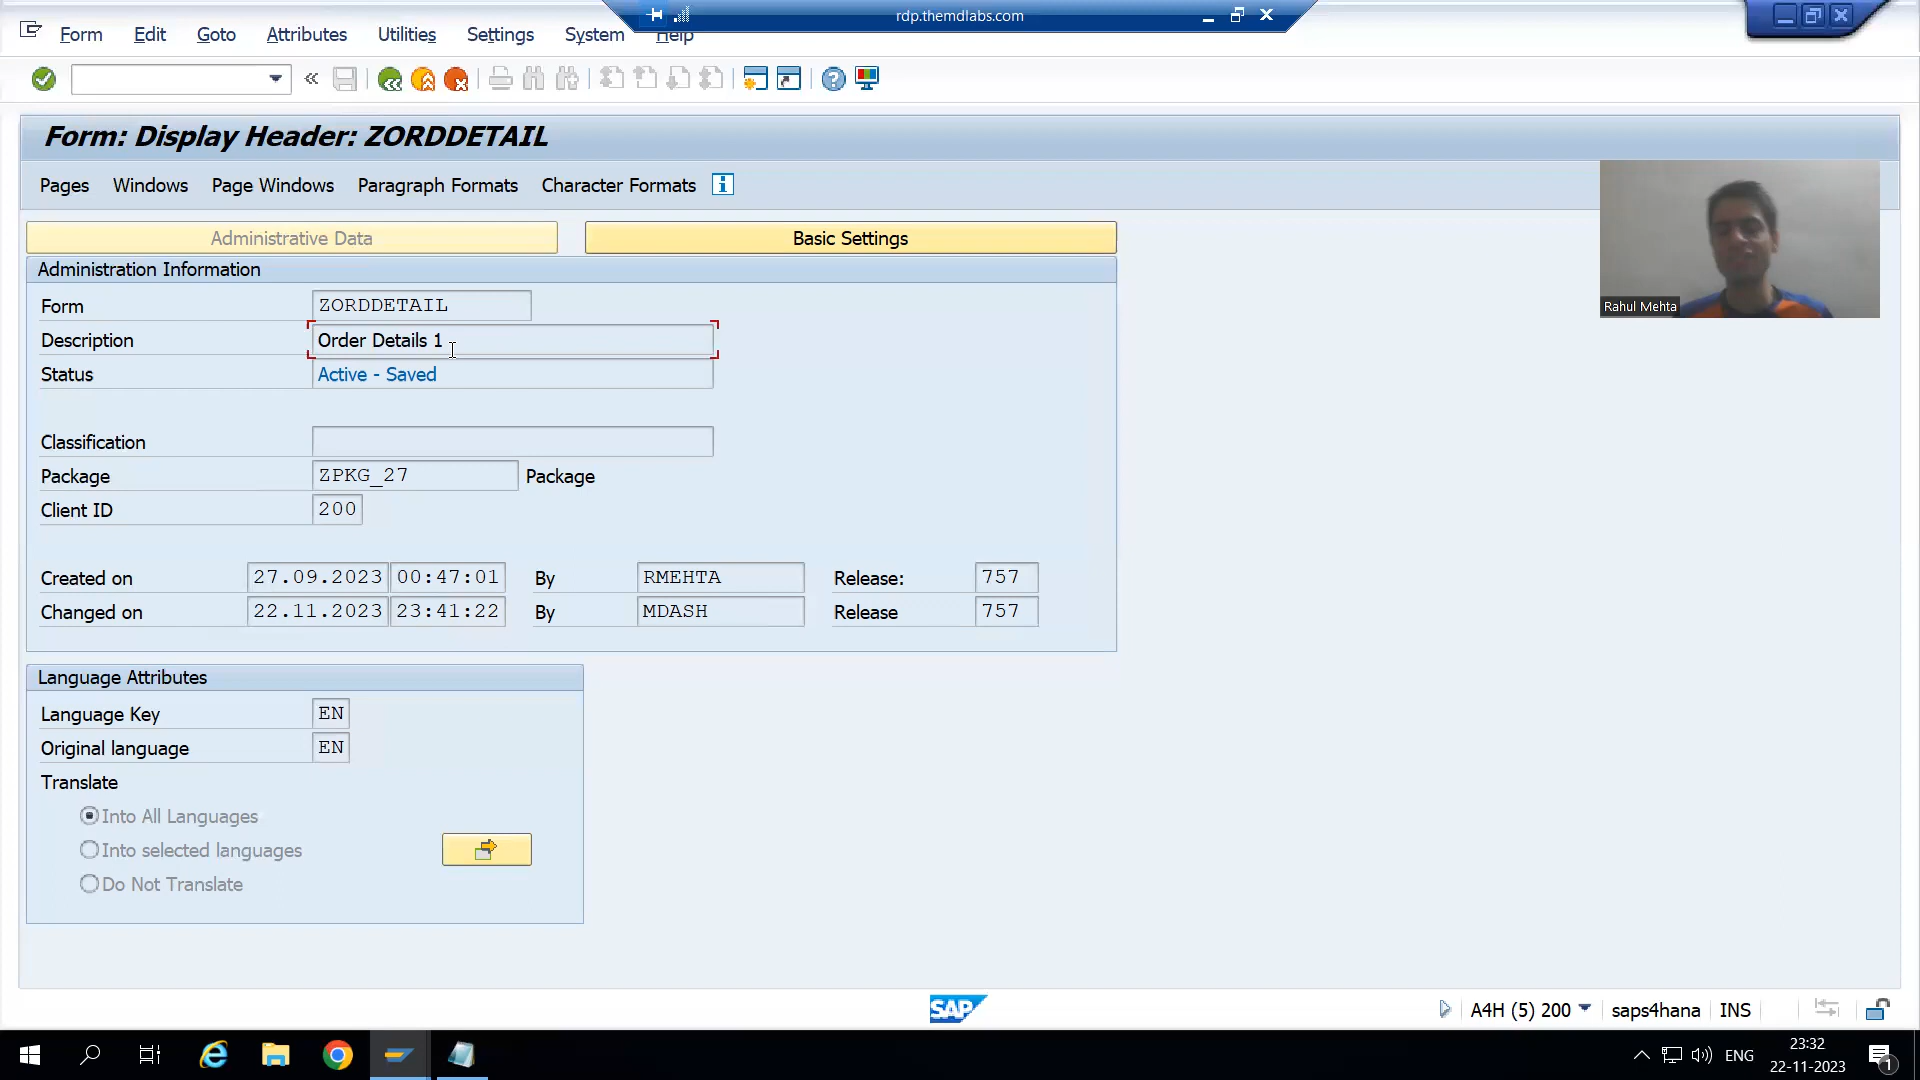 rdp.themdlabs.com
Form Edit Goto Attributes Utilities Settings System Help
Form: Display Header: ZORDDETAIL
Pages Windows Page Windows Paragraph Formats Character Formats
Rahul Mehta
Administrative Data Basic Settings
Administration Information
Form ZORDDETAIL
Description Order Details 1
Status Active - Saved
Classification
Package ZPKG_27 Package
Client ID 200
Created on 27.09.2023 00:47:01 By RMEHTA Release: 757
Changed on 22.11.2023 23:41:22 By MDASH Release 757
Language Attributes
Language Key EN
Original language EN
Translate
Into All Languages
Into selected languages
Do Not Translate
SAP A4H (5) 200 saps4hana INS
ENG 23:32
22-11-2023 1